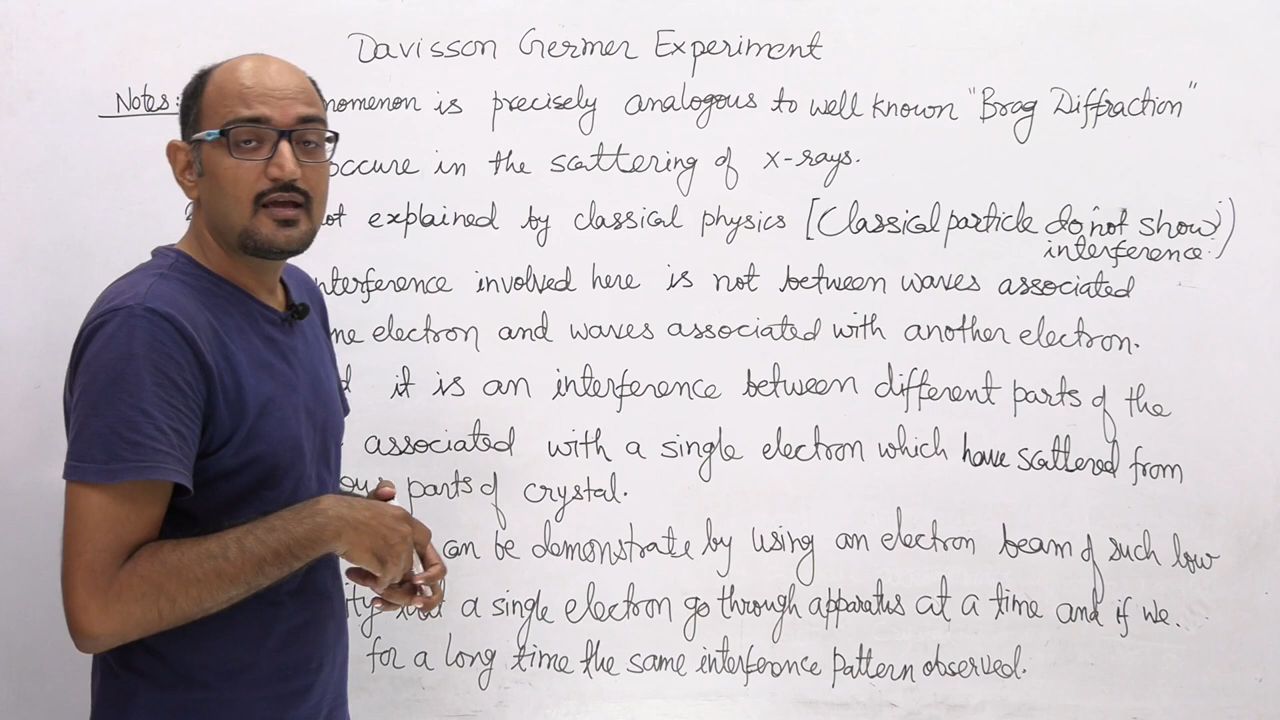 Davisson Germer Experiment
Notes: nomenon is precisely analogous to well known "Brag Diffraction"
occure in the scattering of x-rays.
ot explained by classical physics [Classical particle do not show)
interference.
nterference involved here is not between waves associated
ne electron and waves associated with another electron.
d it is an interference between different parts of the
associated with a single electron which have scattered from
ous parts of crystal.
can be demonstrate by using an electron beam of such low
ity a single electron go through apparatus at a time and if we.
for a long time the same interference pattern observed.